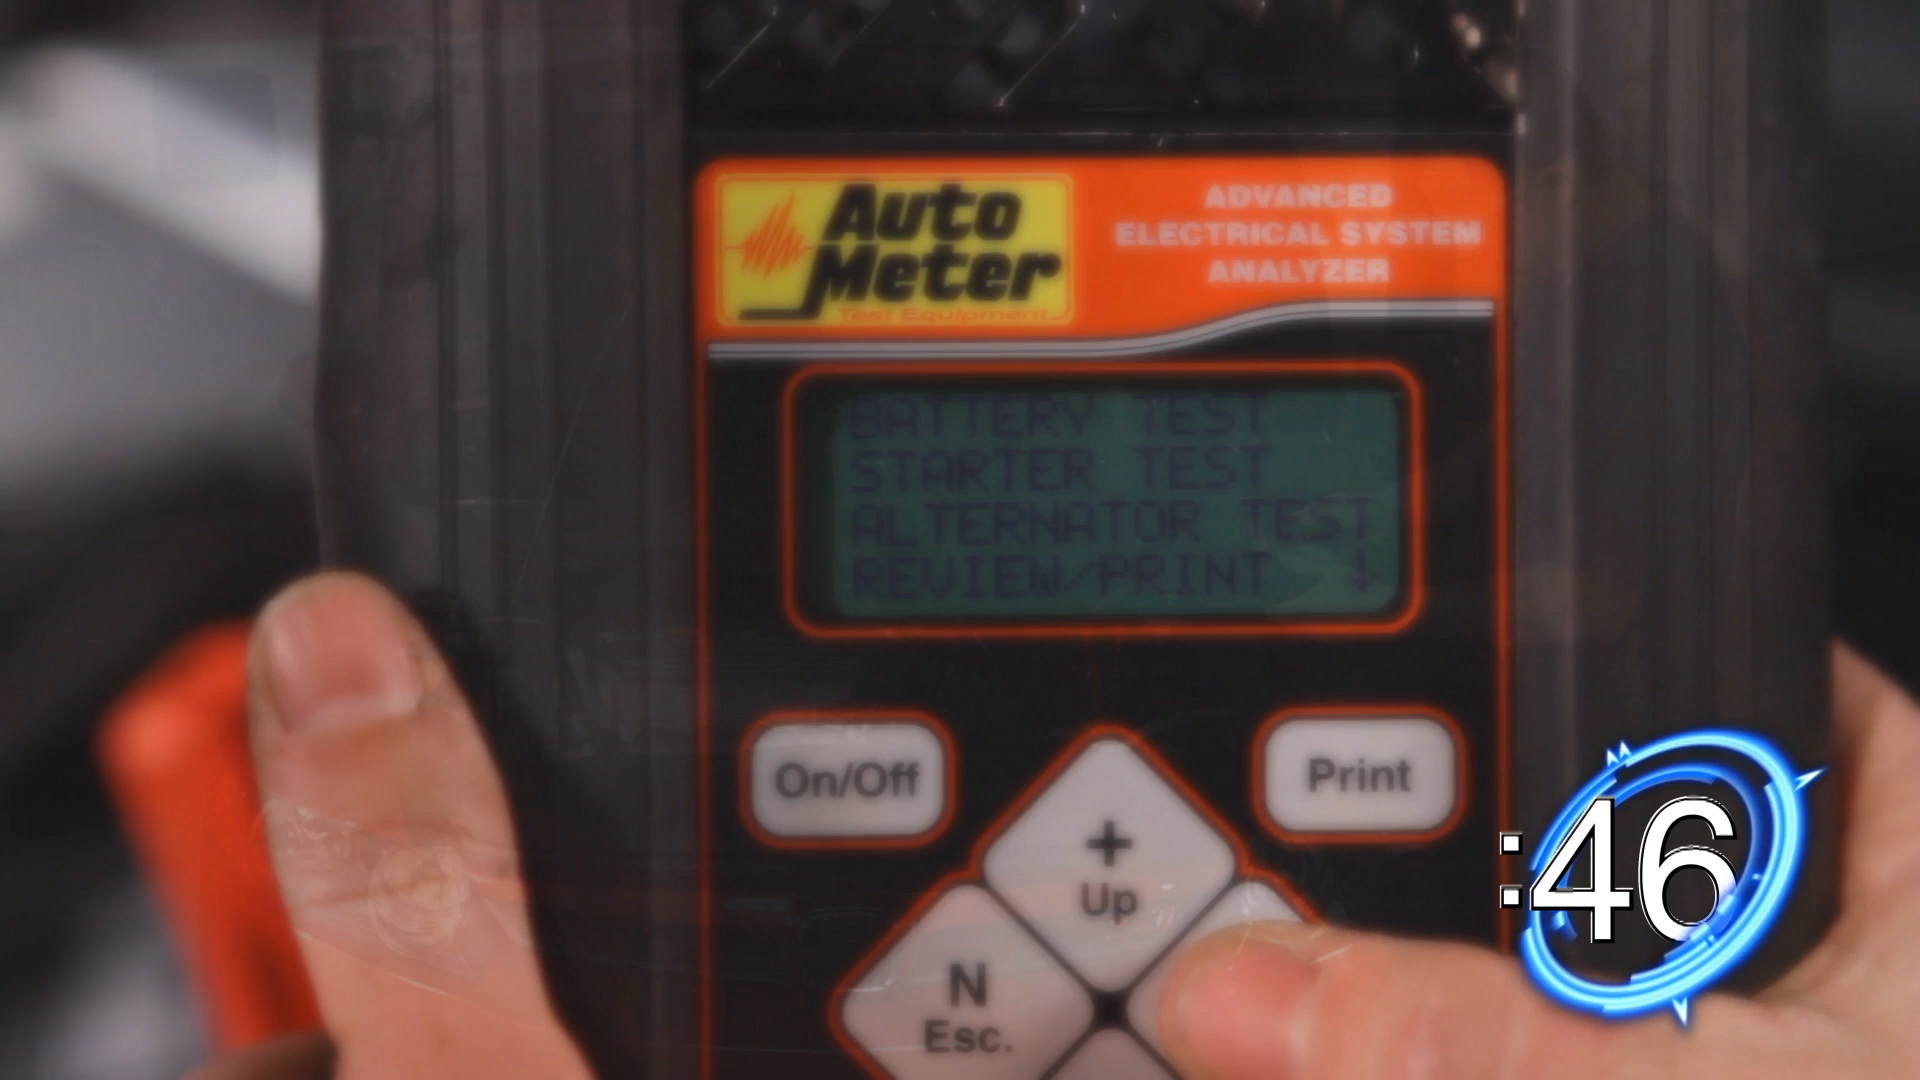 Auto
Meter
Test Equipment
ADVANCED
ELECTRICAL SYSTEM
ANALYZER
BATTERY TEST
STARTER TEST
ALTERNATOR TEST
REVIEW/PRINT ↓
On/Off
Print
+
Up
N
Esc.
:46